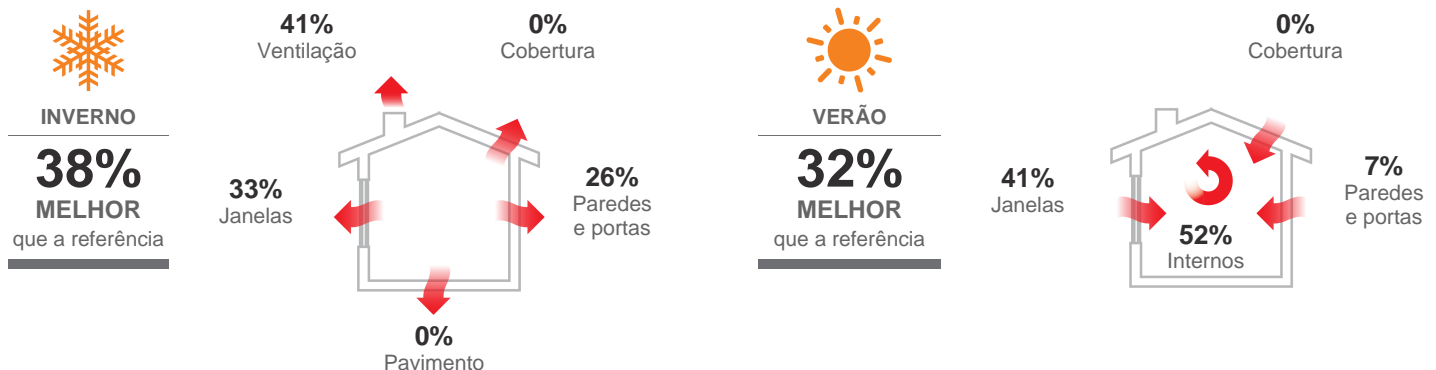 INVERNO
38%
MELHOR
que a referência
41%
Ventilação
0%
Cobertura
33%
Janelas
26%
Paredes
e portas
0%
Pavimento
VERÃO
32%
MELHOR
que a referência
0%
Cobertura
41%
Janelas
7%
Paredes
e portas
52%
Internos